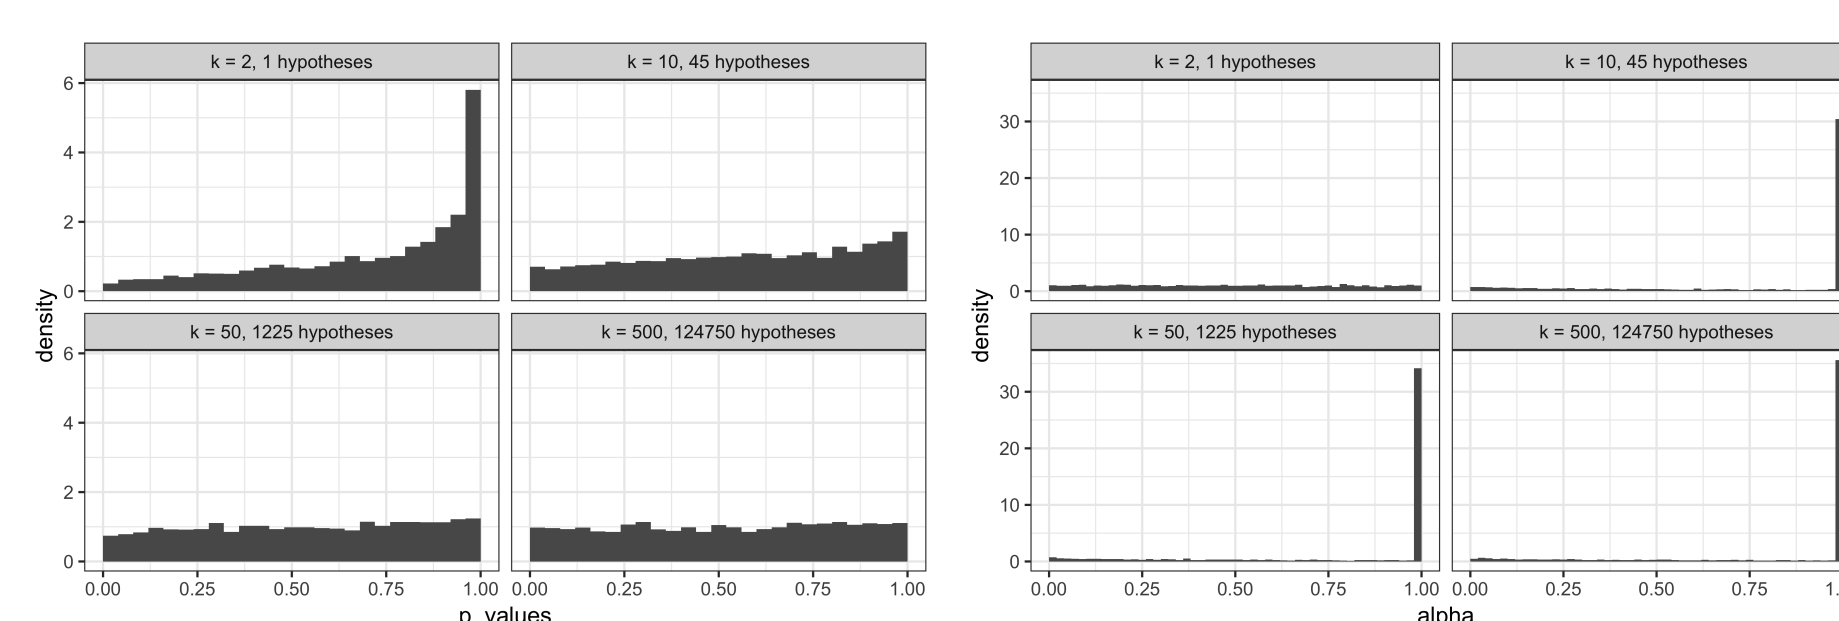 k = 2, 1 hypotheses
k = 10, 45 hypotheses
6
4
2
0
k = 50, 1225 hypotheses
k = 500, 124750 hypotheses
6
4
2
0
density
0.00 0.25 0.50 0.75 1.00
0.00 0.25 0.50 0.75 1.00
p_values
k = 2, 1 hypotheses
k = 10, 45 hypotheses
30
20
10
0
k = 50, 1225 hypotheses
k = 500, 124750 hypotheses
30
20
10
0
density
0.00 0.25 0.50 0.75 1.00
0.00 0.25 0.50 0.75 1.
alpha